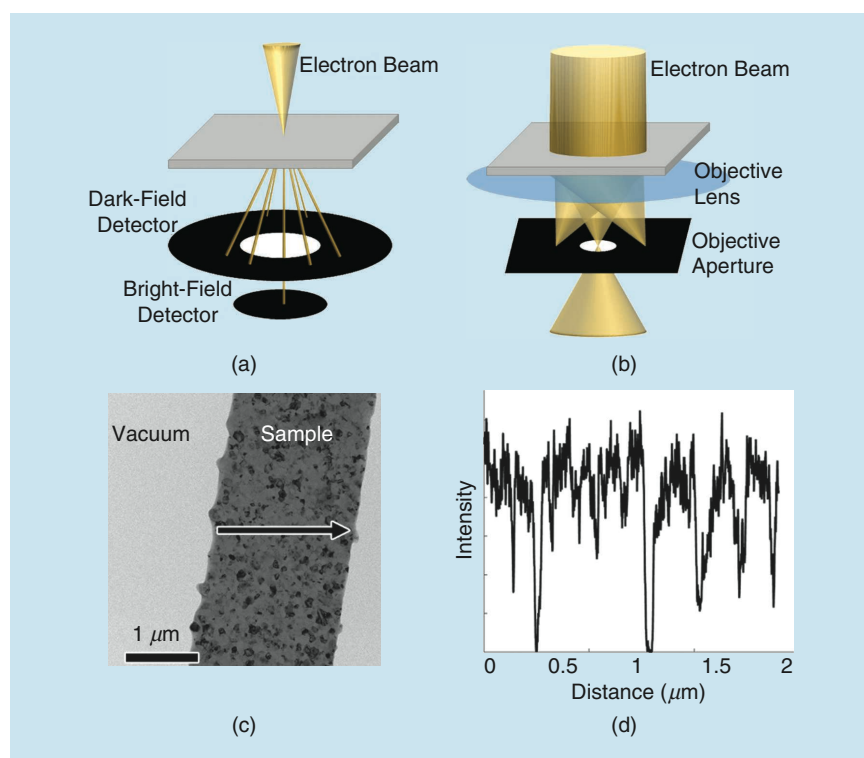 Electron Beam
Dark-Field
Detector
Bright-Field
Detector
(a)
Electron Beam
Objective
Lens
Objective
Aperture
(b)
Vacuum
Sample
1 μm
(c)
Intensity
0 0.5 1 1.5 2
Distance (μm)
(d)